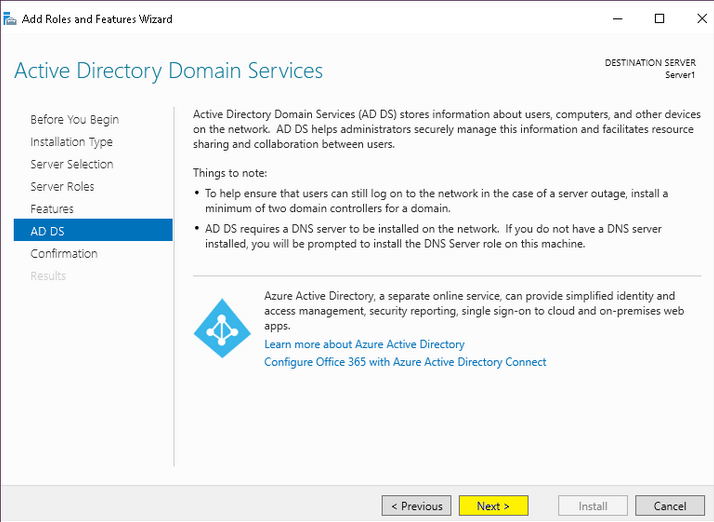 Add Roles and Features Wizard
Active Directory Domain Services
DESTINATION SERVER
Server1
Before You Begin
Installation Type
Server Selection
Server Roles
Features
AD DS
Confirmation
Results
Active Directory Domain Services (AD DS) stores information about users, computers, and other devices
on the network. AD DS helps administrators securely manage this information and facilitates resource
sharing and collaboration between users.
Things to note:
• To help ensure that users can still log on to the network in the case of a server outage, install a
minimum of two domain controllers for a domain.
• AD DS requires a DNS server to be installed on the network. If you do not have a DNS server
installed, you will be prompted to install the DNS Server role on this machine.
Azure Active Directory, a separate online service, can provide simplified identity and
access management, security reporting, single sign-on to cloud and on-premises web
apps.
Learn more about Azure Active Directory
Configure Office 365 with Azure Active Directory Connect
< Previous
Next >
Install
Cancel